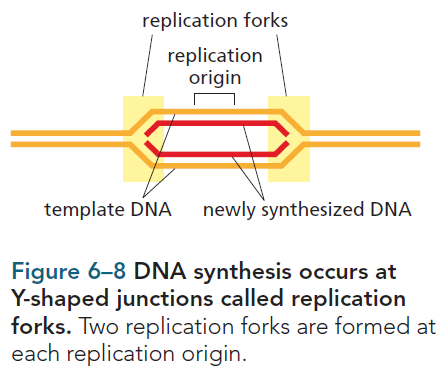 replication forks
replication
origin
template DNA
newly synthesized DNA
Figure 6–8 DNA synthesis occurs at
Y-shaped junctions called replication
forks. Two replication forks are formed at
each replication origin.